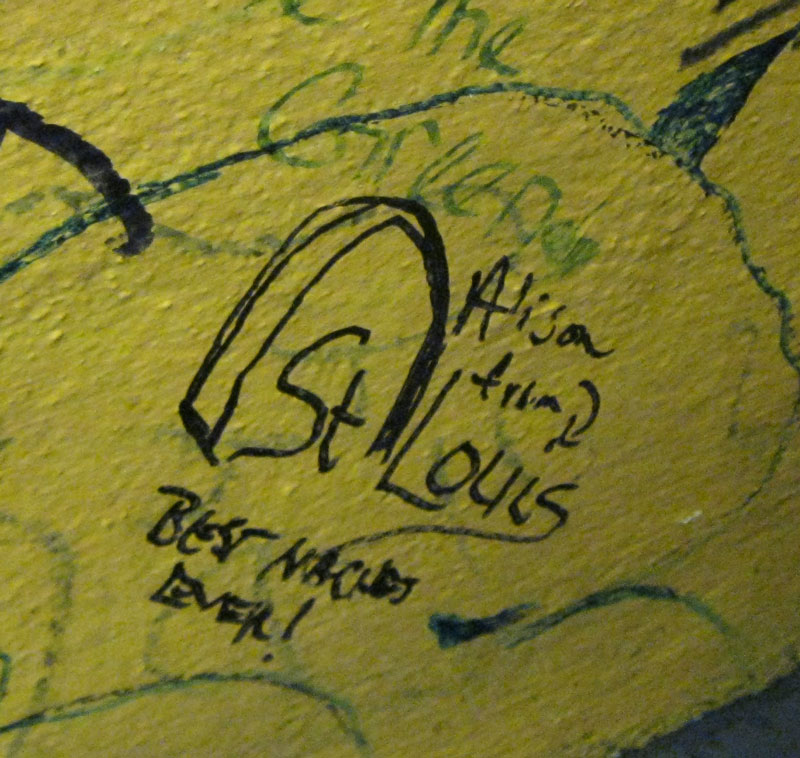 the
Alison
from
St Louis
BEST NACHOS
EVER!